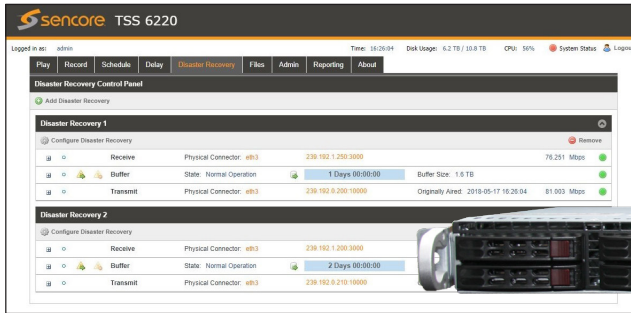 sencore TSS 6220
Logged in as: admin Time: 16:26:04 Disk Usage: 6.2 TB / 10.8 TB CPU: 56% System Status Logout
Play Record Schedule Delay Disaster Recovery Files Admin Reporting About
Disaster Recovery Control Panel
Add Disaster Recovery
Disaster Recovery 1
Configure Disaster Recovery Remove
Receive Physical Connector: eth3 239.192.1.250:3000 76.251 Mbps
Buffer State: Normal Operation 1 Days 00:00:00 Buffer Size: 1.6 TB
Transmit Physical Connector: eth3 239.192.0.200:10000 Originally Aired: 2018-05-17 16:26:04 81.003 Mbps
Disaster Recovery 2
Configure Disaster Recovery
Receive Physical Connector: eth3 239.192.1.200:3000
Buffer State: Normal Operation 2 Days 00:00:00
Transmit Physical Connector: eth3 239.192.0.210:10000